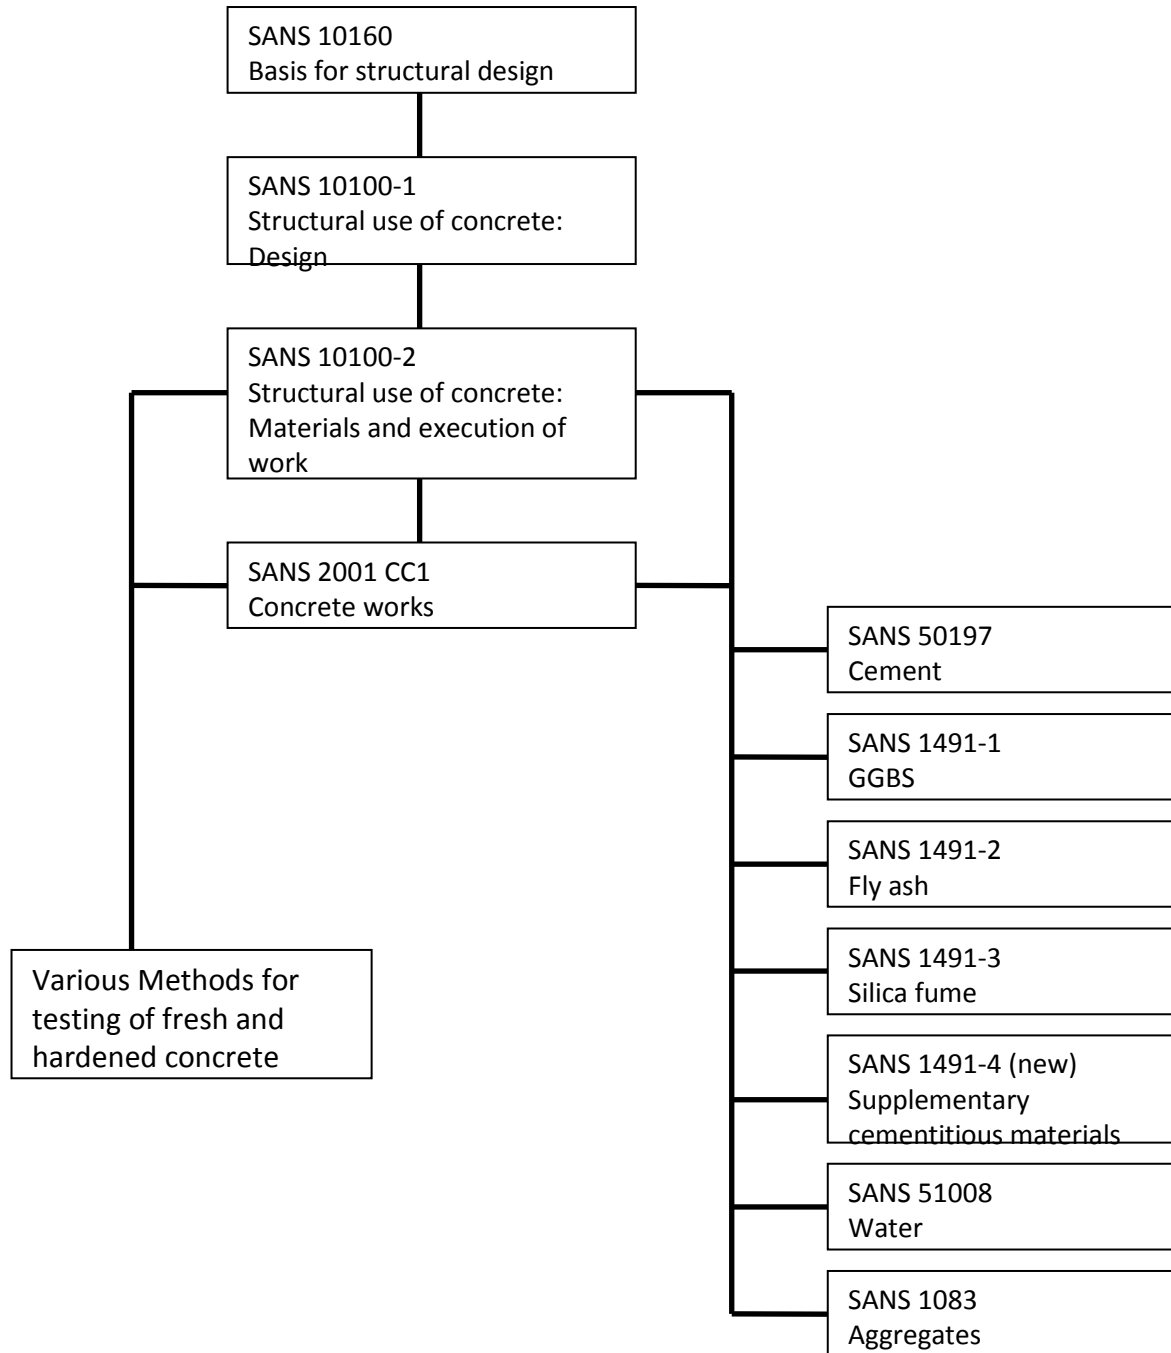 SANS 10160
Basis for structural design
SANS 10100-1
Structural use of concrete:
Design
SANS 10100-2
Structural use of concrete:
Materials and execution of
work
SANS 2001 CC1
Concrete works
SANS 50197
Cement
SANS 1491-1
GGBS
SANS 1491-2
Fly ash
SANS 1491-3
Silica fume
Various Methods for
testing of fresh and
hardened concrete
SANS 1491-4 (new)
Supplementary
cementitious materials
SANS 51008
Water
SANS 1083
Aggregates